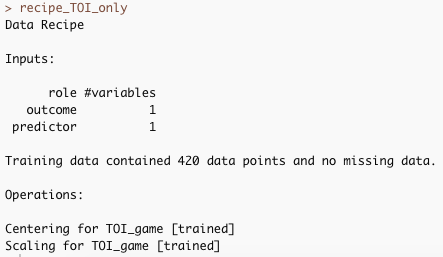 > recipe_TOI_only
Data Recipe
Inputs:
role #variables
outcome 1
predictor 1
Training data contained 420 data points and no missing data.
Operations:
Centering for TOI_game [trained]
Scaling for TOI_game [trained]